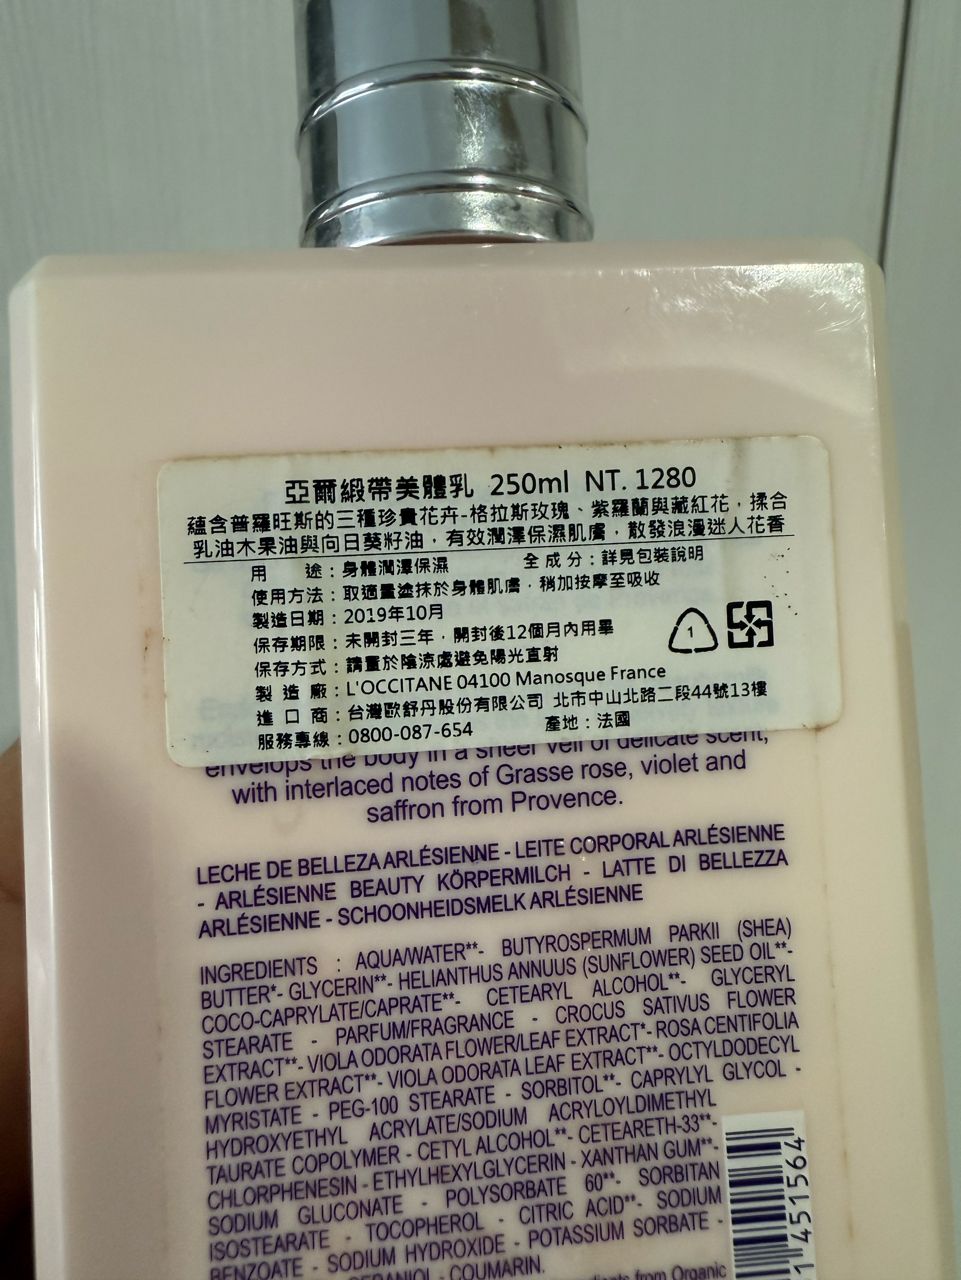 亞爾緞帶美體乳 250ml NT. 1280
蘊含普羅旺斯的三種珍貴花卉-格拉斯玫瑰、紫羅蘭與藏紅花，揉合
乳油木果油與向日葵籽油，有效潤澤保濕肌膚，散發浪漫迷人花香
用 途：身體潤澤保濕 全成分：詳見包裝說明
使用方法：取適量塗抹於身體肌膚，稍加按摩至吸收
製造日期：2019年10月
保存期限：未開封三年，開封後12個月內用畢
保存方式：請置於陰涼處避免陽光直射
製 造 廠：L'OCCITANE 04100 Manosque France
進 口 商：台灣歐舒丹股份有限公司 北市中山北路二段44號13樓
服務專線：0800-087-654 產地：法國
1
envelops the body in a sheer veil of delicate scent,
with interlaced notes of Grasse rose, violet and
saffron from Provence.
LECHE DE BELLEZA ARLÉSIENNE - LEITE CORPORAL ARLÉSIENNE
- ARLÉSIENNE BEAUTY KÖRPERMILCH - LATTE DI BELLEZZA
ARLÉSIENNE - SCHOONHEIDSMELK ARLÉSIENNE
INGREDIENTS : AQUA/WATER**- BUTYROSPERMUM PARKII (SHEA)
BUTTER*- GLYCERIN**- HELIANTHUS ANNUUS (SUNFLOWER) SEED OIL**-
COCO-CAPRYLATE/CAPRATE**- CETEARYL ALCOHOL**- GLYCERYL
STEARATE - PARFUM/FRAGRANCE - CROCUS SATIVUS FLOWER
EXTRACT**- VIOLA ODORATA FLOWER/LEAF EXTRACT*- ROSA CENTIFOLIA
FLOWER EXTRACT**- VIOLA ODORATA LEAF EXTRACT**- OCTYLDODECYL
MYRISTATE - PEG-100 STEARATE - SORBITOL**- CAPRYLYL GLYCOL -
HYDROXYETHYL ACRYLATE/SODIUM ACRYLOYLDIMETHYL
TAURATE COPOLYMER - CETYL ALCOHOL**- CETEARETH-33**-
CHLORPHENESIN - ETHYLHEXYLGLYCERIN - XANTHAN GUM**-
SODIUM GLUCONATE - POLYSORBATE 60**- SORBITAN
ISOSTEARATE - TOCOPHEROL - CITRIC ACID**- SODIUM
BENZOATE - SODIUM HYDROXIDE - POTASSIUM SORBATE -
GERANIOL - COUMARIN.
from Organic
1 451564